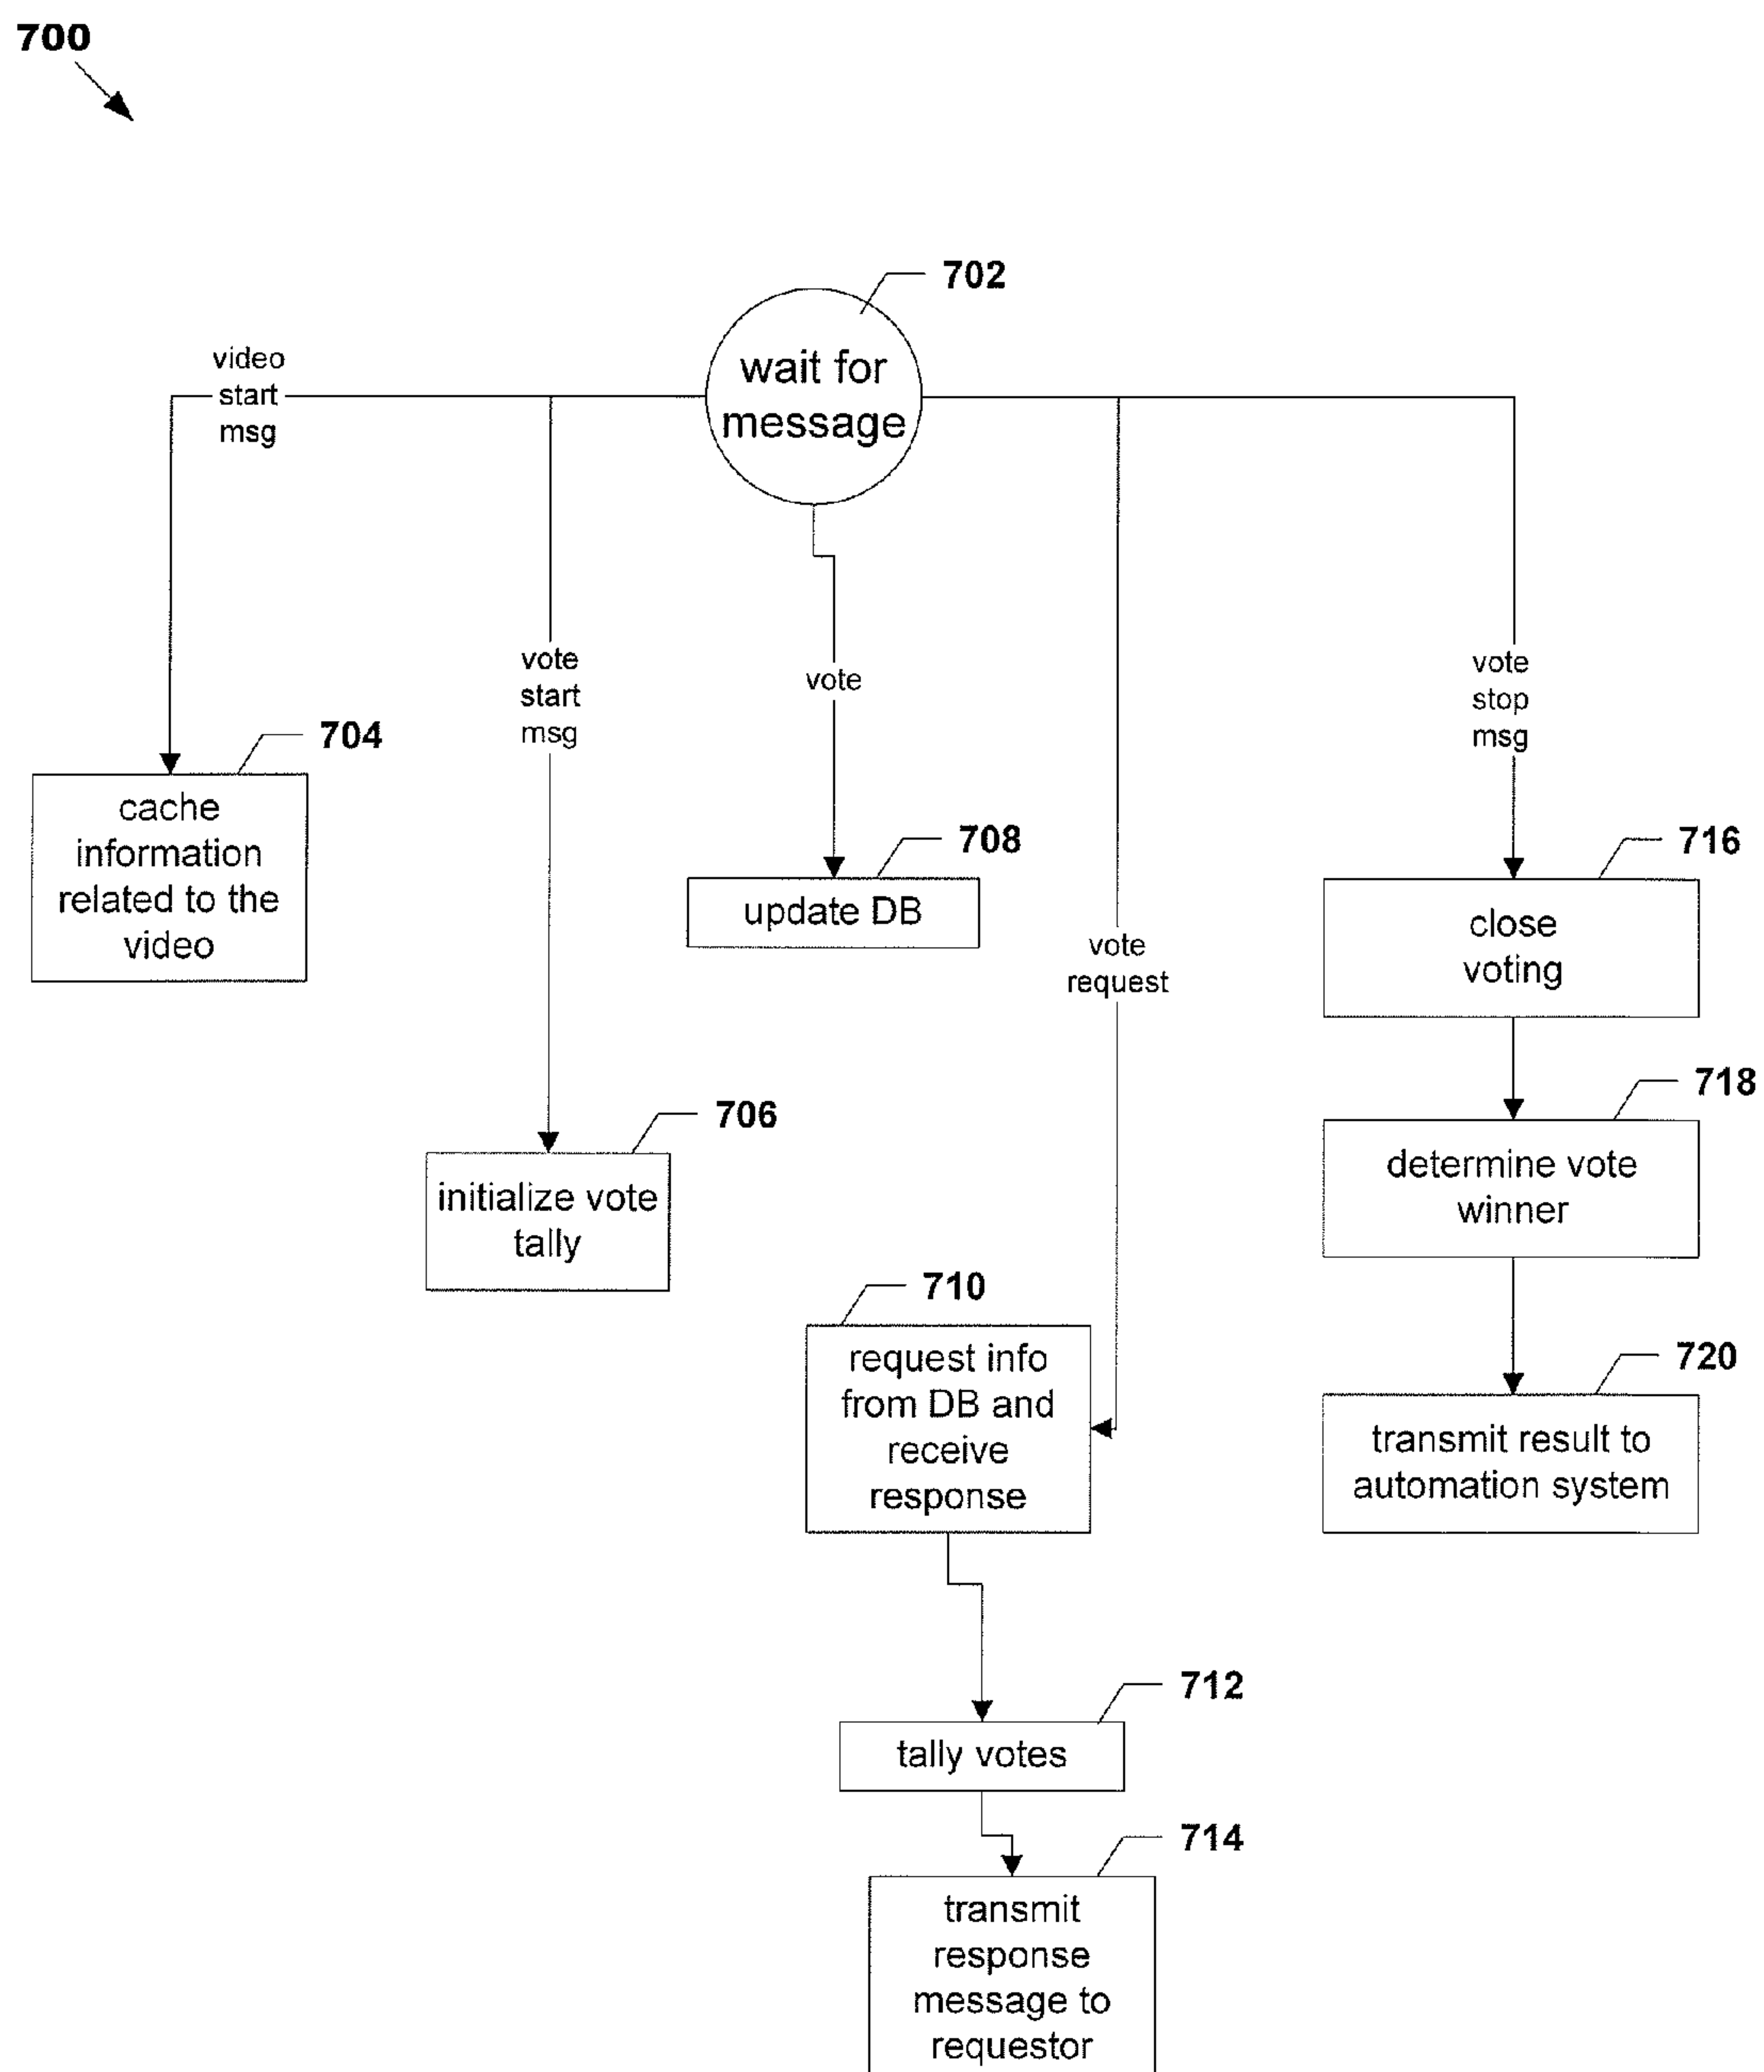 700
702
wait for
message
video
start
msg
vote
start
msg
vote
vote
request
vote
stop
msg
704
cache
information
related to the
video
706
initialize vote
tally
708
update DB
710
request info
from DB and
receive
response
712
tally votes
714
transmit
response
message to
requestor
716
close
voting
718
determine vote
winner
720
transmit result to
automation system